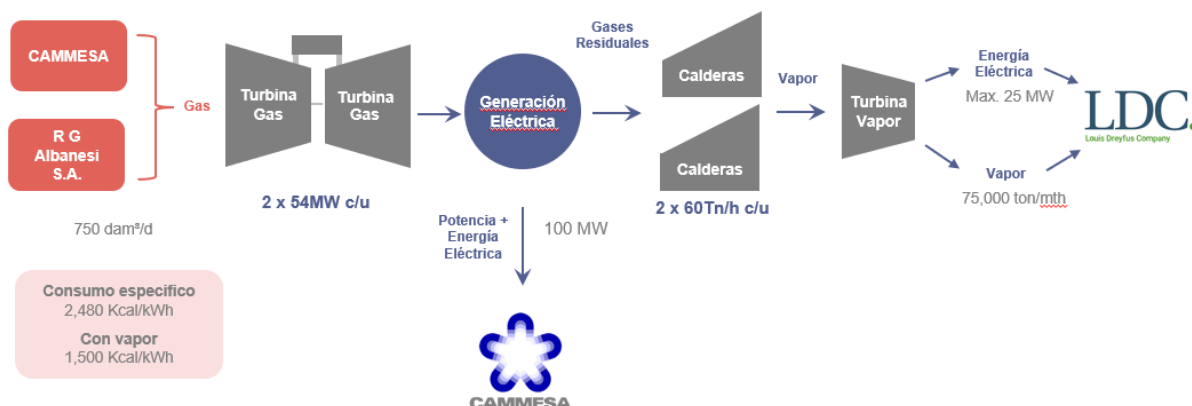 CAMMESA
R G
Albanesi
S.A.
Gas
750 dam³/d
Consumo especifico
2,480 Kcal/kWh
Con vapor
1,500 Kcal/kWh
Turbina
Gas
Turbina
Gas
2 x 54MW c/u
Generación
Eléctrica
Potencia +
Energía
Eléctrica
100 MW
CAMMESA
Gases
Residuales
Calderas
Calderas
2 x 60Tn/h c/u
Vapor
Turbina
Vapor
Energía
Eléctrica
Max. 25 MW
Vapor
75,000 ton/mth
LDC.
Louis Dreyfus Company